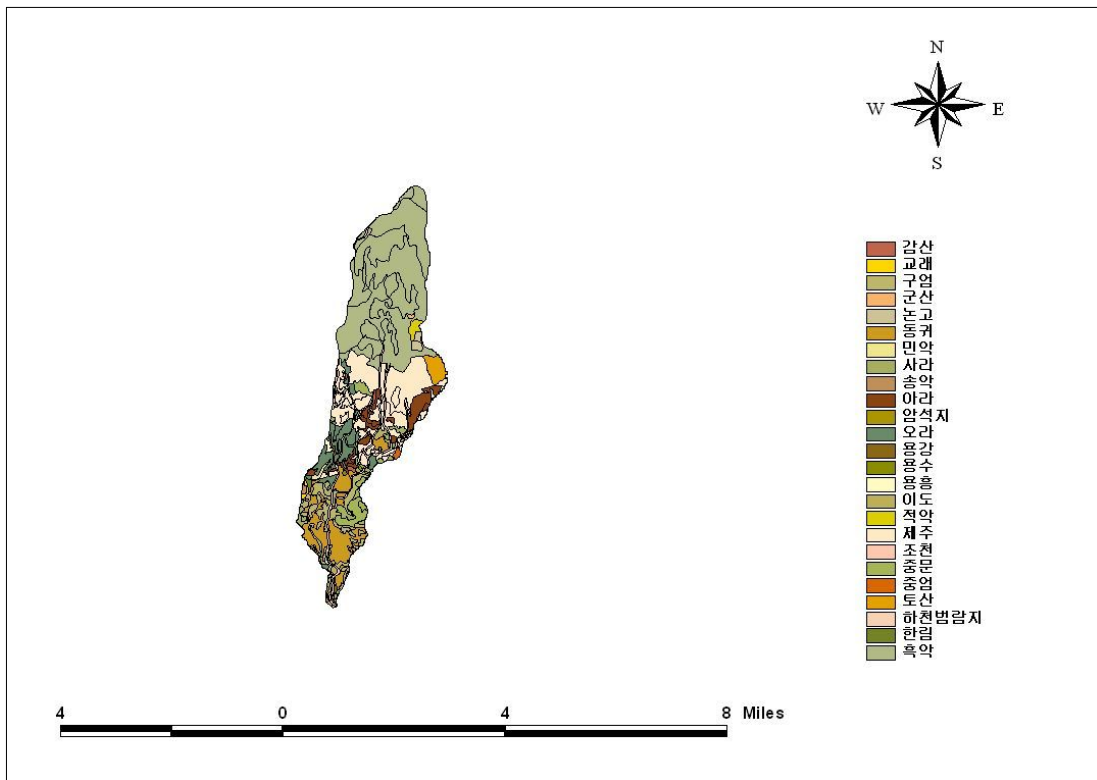 N
W E
S
감산
교래
구엄
군산
논고
동귀
민악
사라
송악
아라
암석지
오라
용강
용수
용흥
이도
적악
제주
조천
중문
중엄
토산
하천범람지
한림
흑악
4 0 4 8 Miles